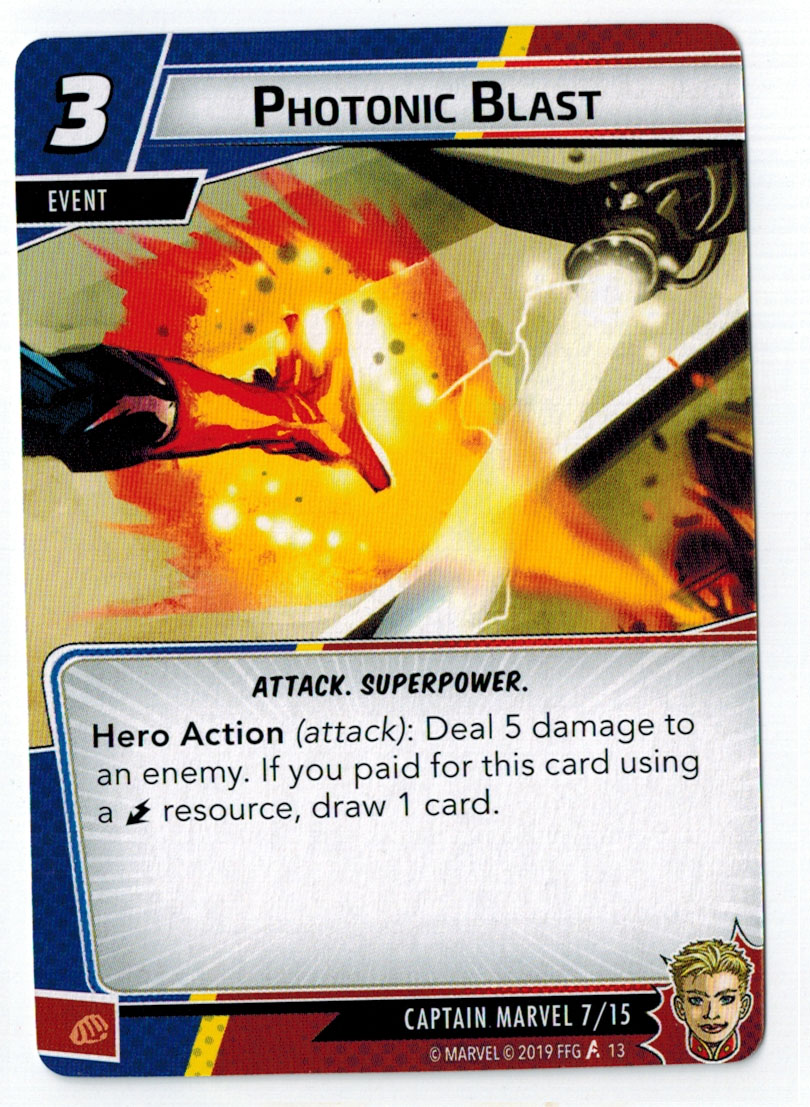 3
PHOTONIC BLAST
EVENT
ATTACK. SUPERPOWER.
Hero Action (attack): Deal 5 damage to
an enemy. If you paid for this card using
a resource, draw 1 card.
CAPTAIN MARVEL 7/15
© MARVEL © 2019 FFG 13